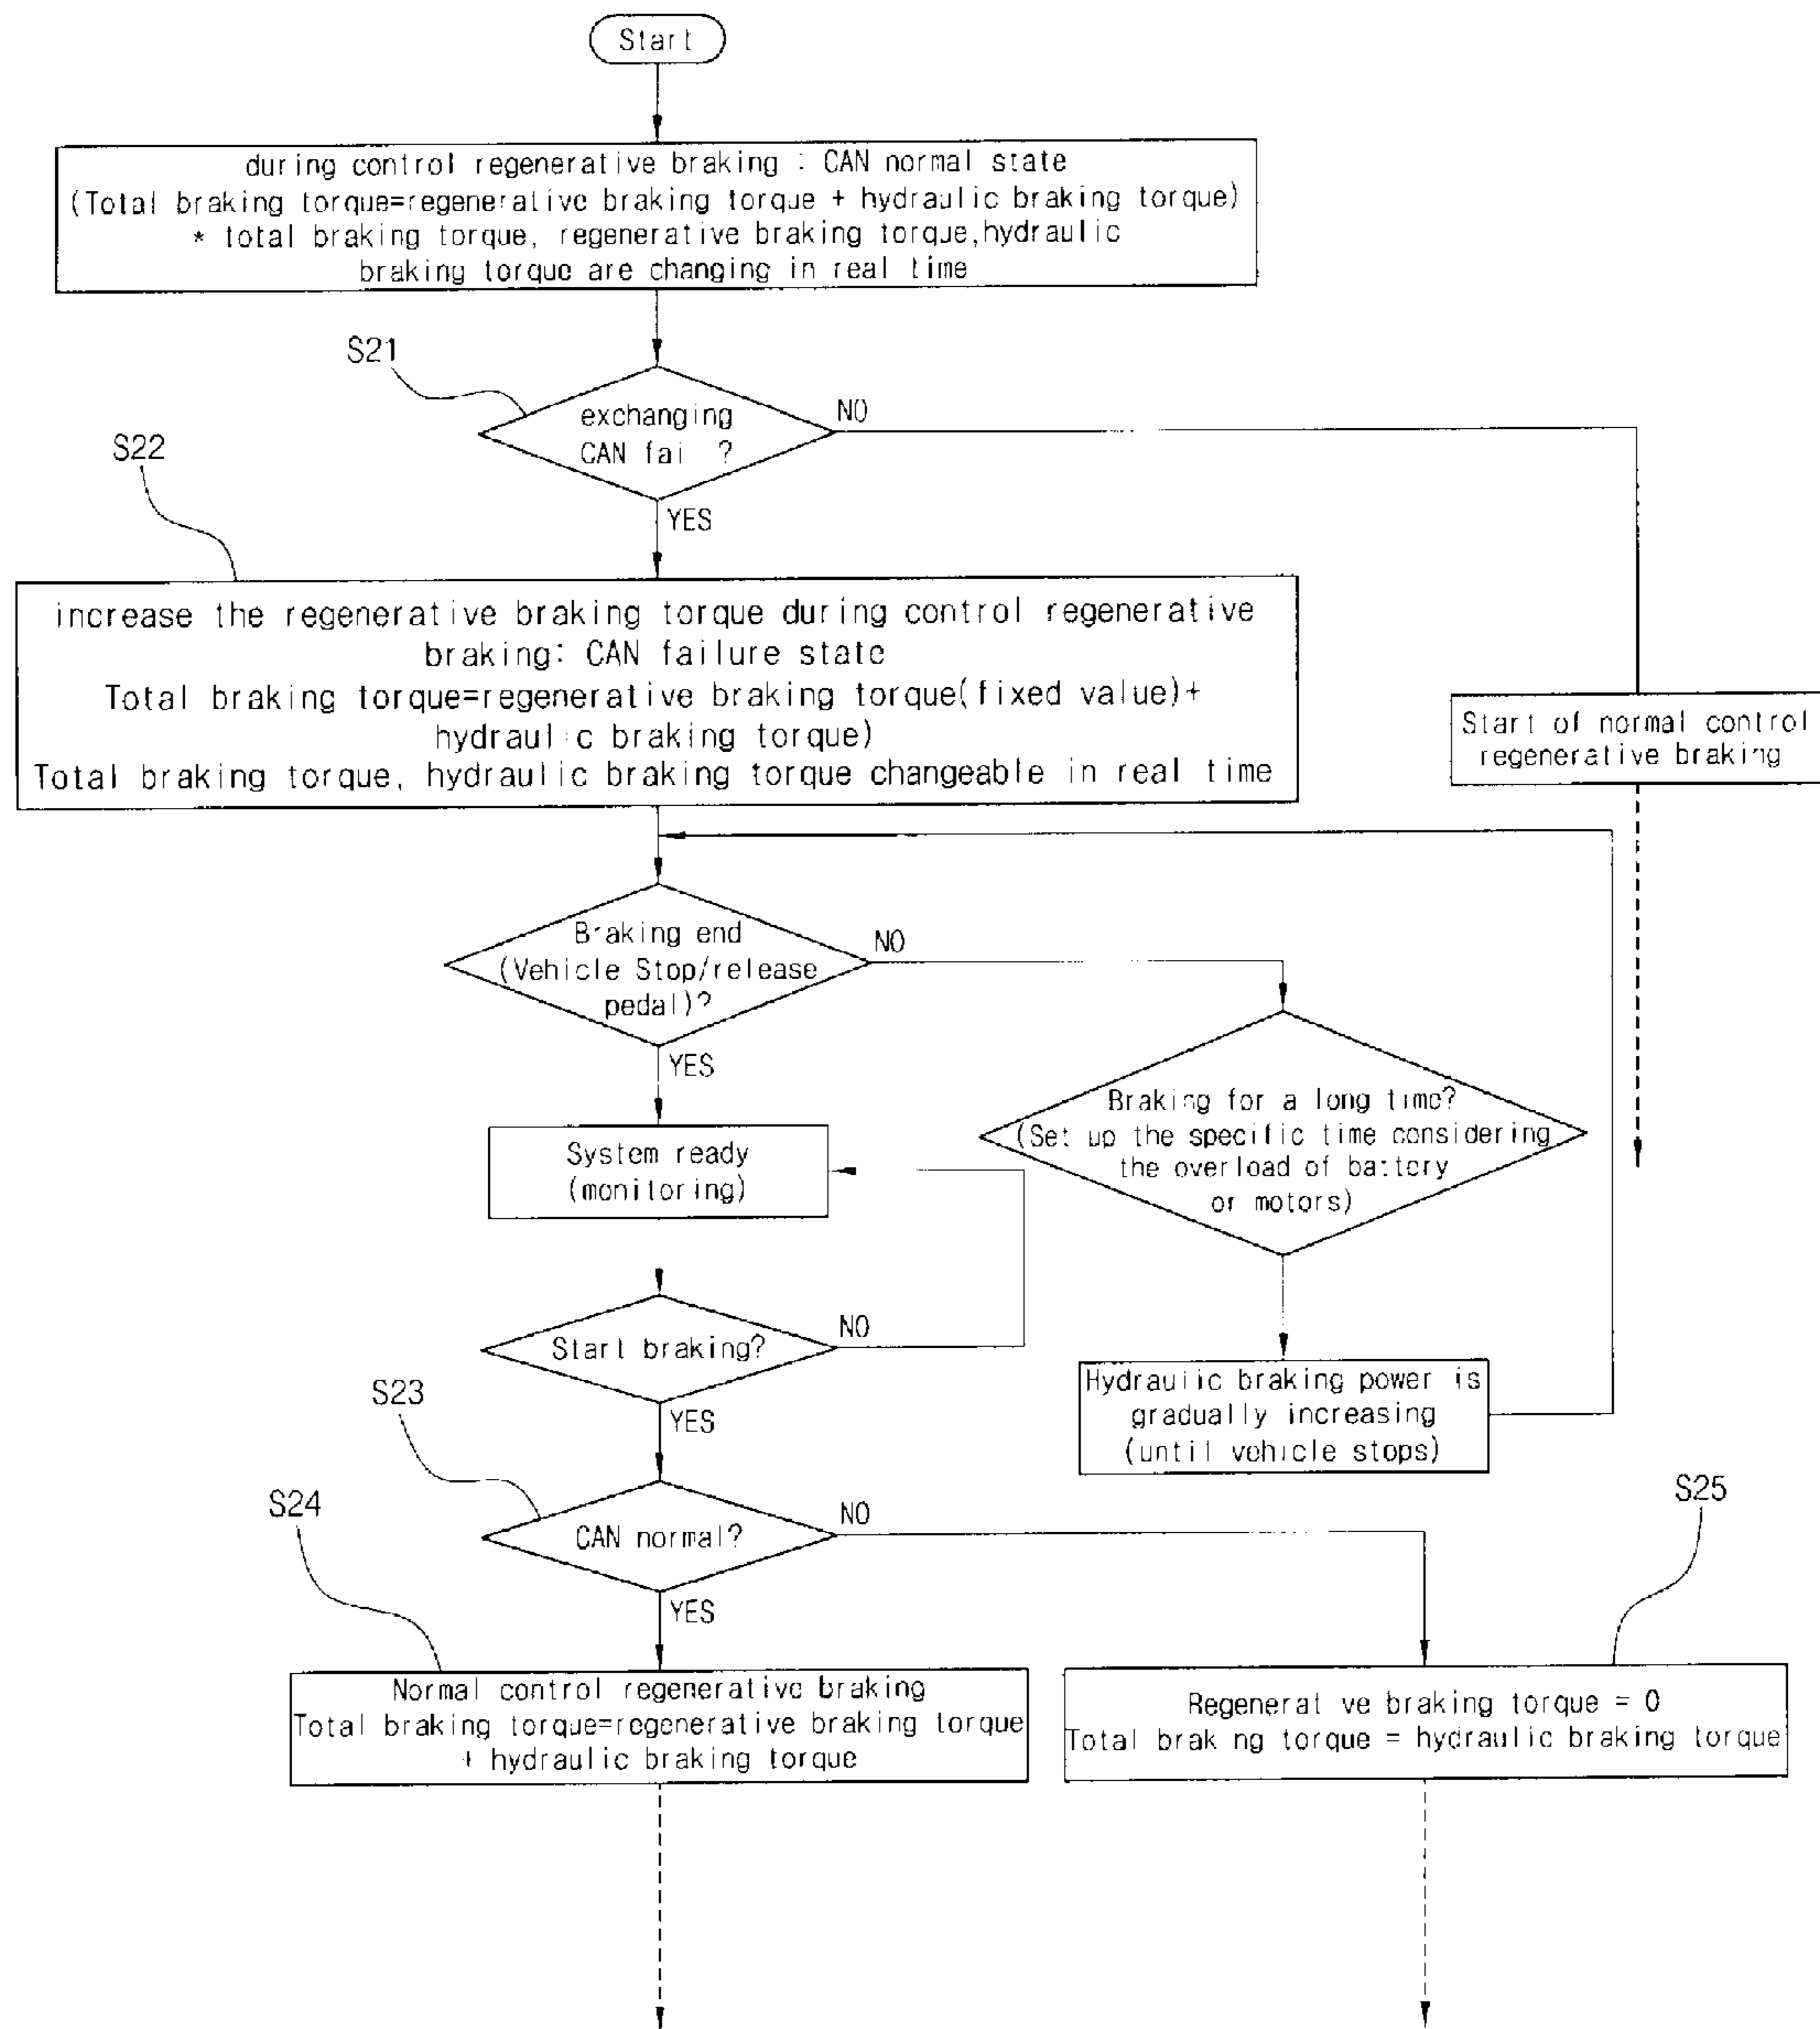 Start
during control regenerative braking : CAN normal state
(Total braking torque=regenerative braking torque + hydraulic braking torque)
* total braking torque, regenerative braking torque,hydraulic
braking torque are changing in real time
S21
exchanging
CAN fai ?
NO
S22
YES
increase the regenerative braking torque during control regenerative
braking: CAN failure state
Total braking torque=regenerative braking torque(fixed value)+
hydraulic braking torque)
Total braking torque, hydraulic braking torque changeable in real time
Start of normal control
regenerative braking
Braking end
(Vehicle Stop/release
pedal)?
NO
YES
Braking for a long time?
(Set up the specific time considering
the overload of battery
or motors)
System ready
(monitoring)
Start braking?
NO
YES
Hydraulic braking power is
gradually increasing
(until vehicle stops)
S23
CAN normal?
NO
YES
S24
S25
Normal control regenerative braking
Total braking torque=regenerative braking torque
+ hydraulic braking torque
Regenerat ve braking torque = 0
Total brak ng torque = hydraulic braking torque